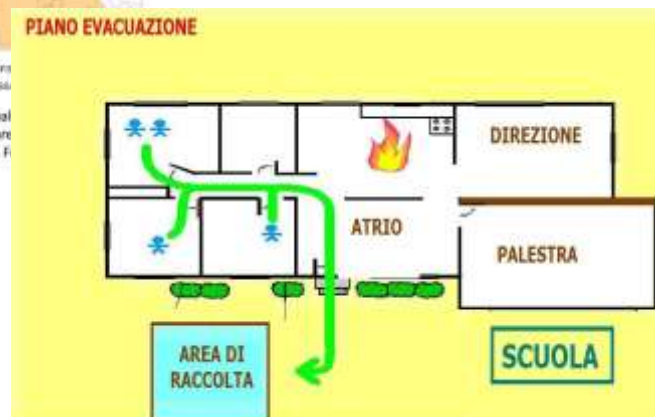 PIANO EVACUAZIONE
DIREZIONE
ATRIO
PALESTRA
AREA DI
RACCOLTA
SCUOLA